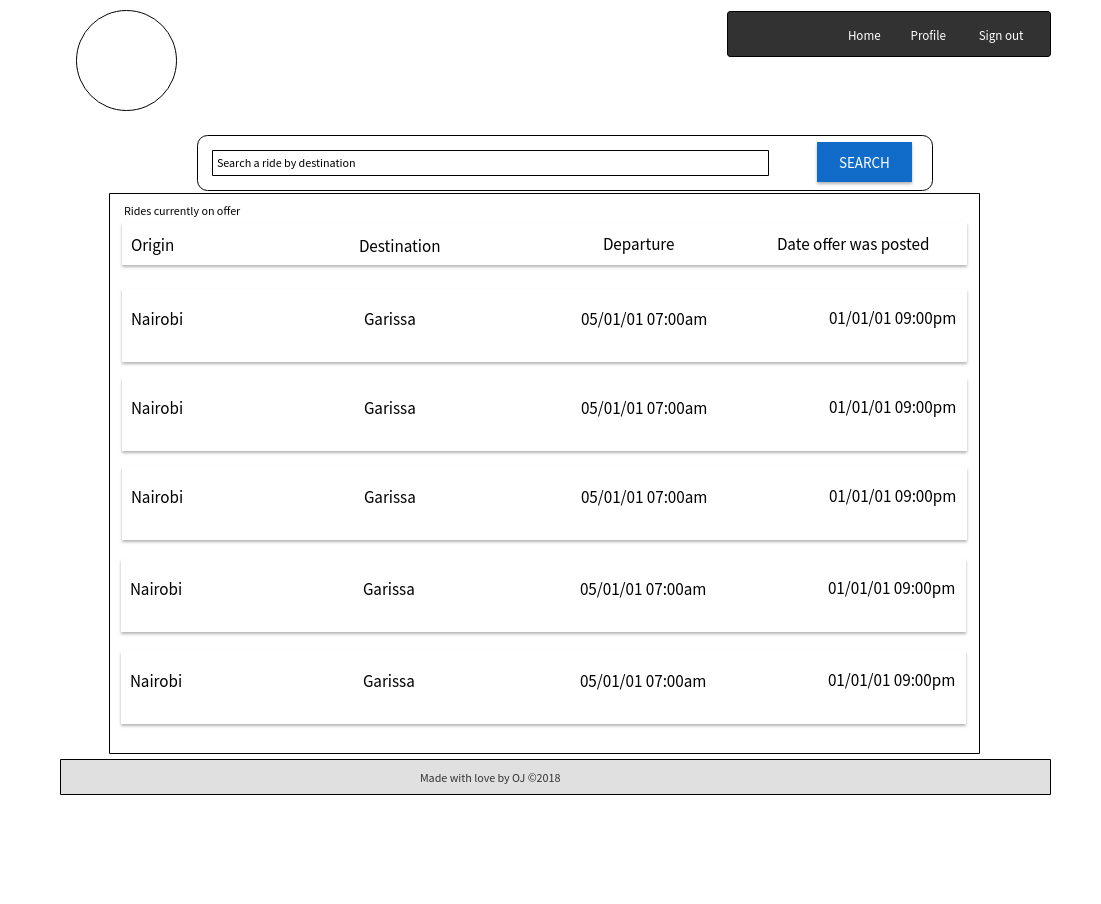 Home Profile Sign out
Search a ride by destination SEARCH
Rides currently on offer
Origin Destination Departure Date offer was posted
Nairobi Garissa 05/01/01 07:00am 01/01/01 09:00pm
Nairobi Garissa 05/01/01 07:00am 01/01/01 09:00pm
Nairobi Garissa 05/01/01 07:00am 01/01/01 09:00pm
Nairobi Garissa 05/01/01 07:00am 01/01/01 09:00pm
Nairobi Garissa 05/01/01 07:00am 01/01/01 09:00pm
Made with love by OJ ©2018